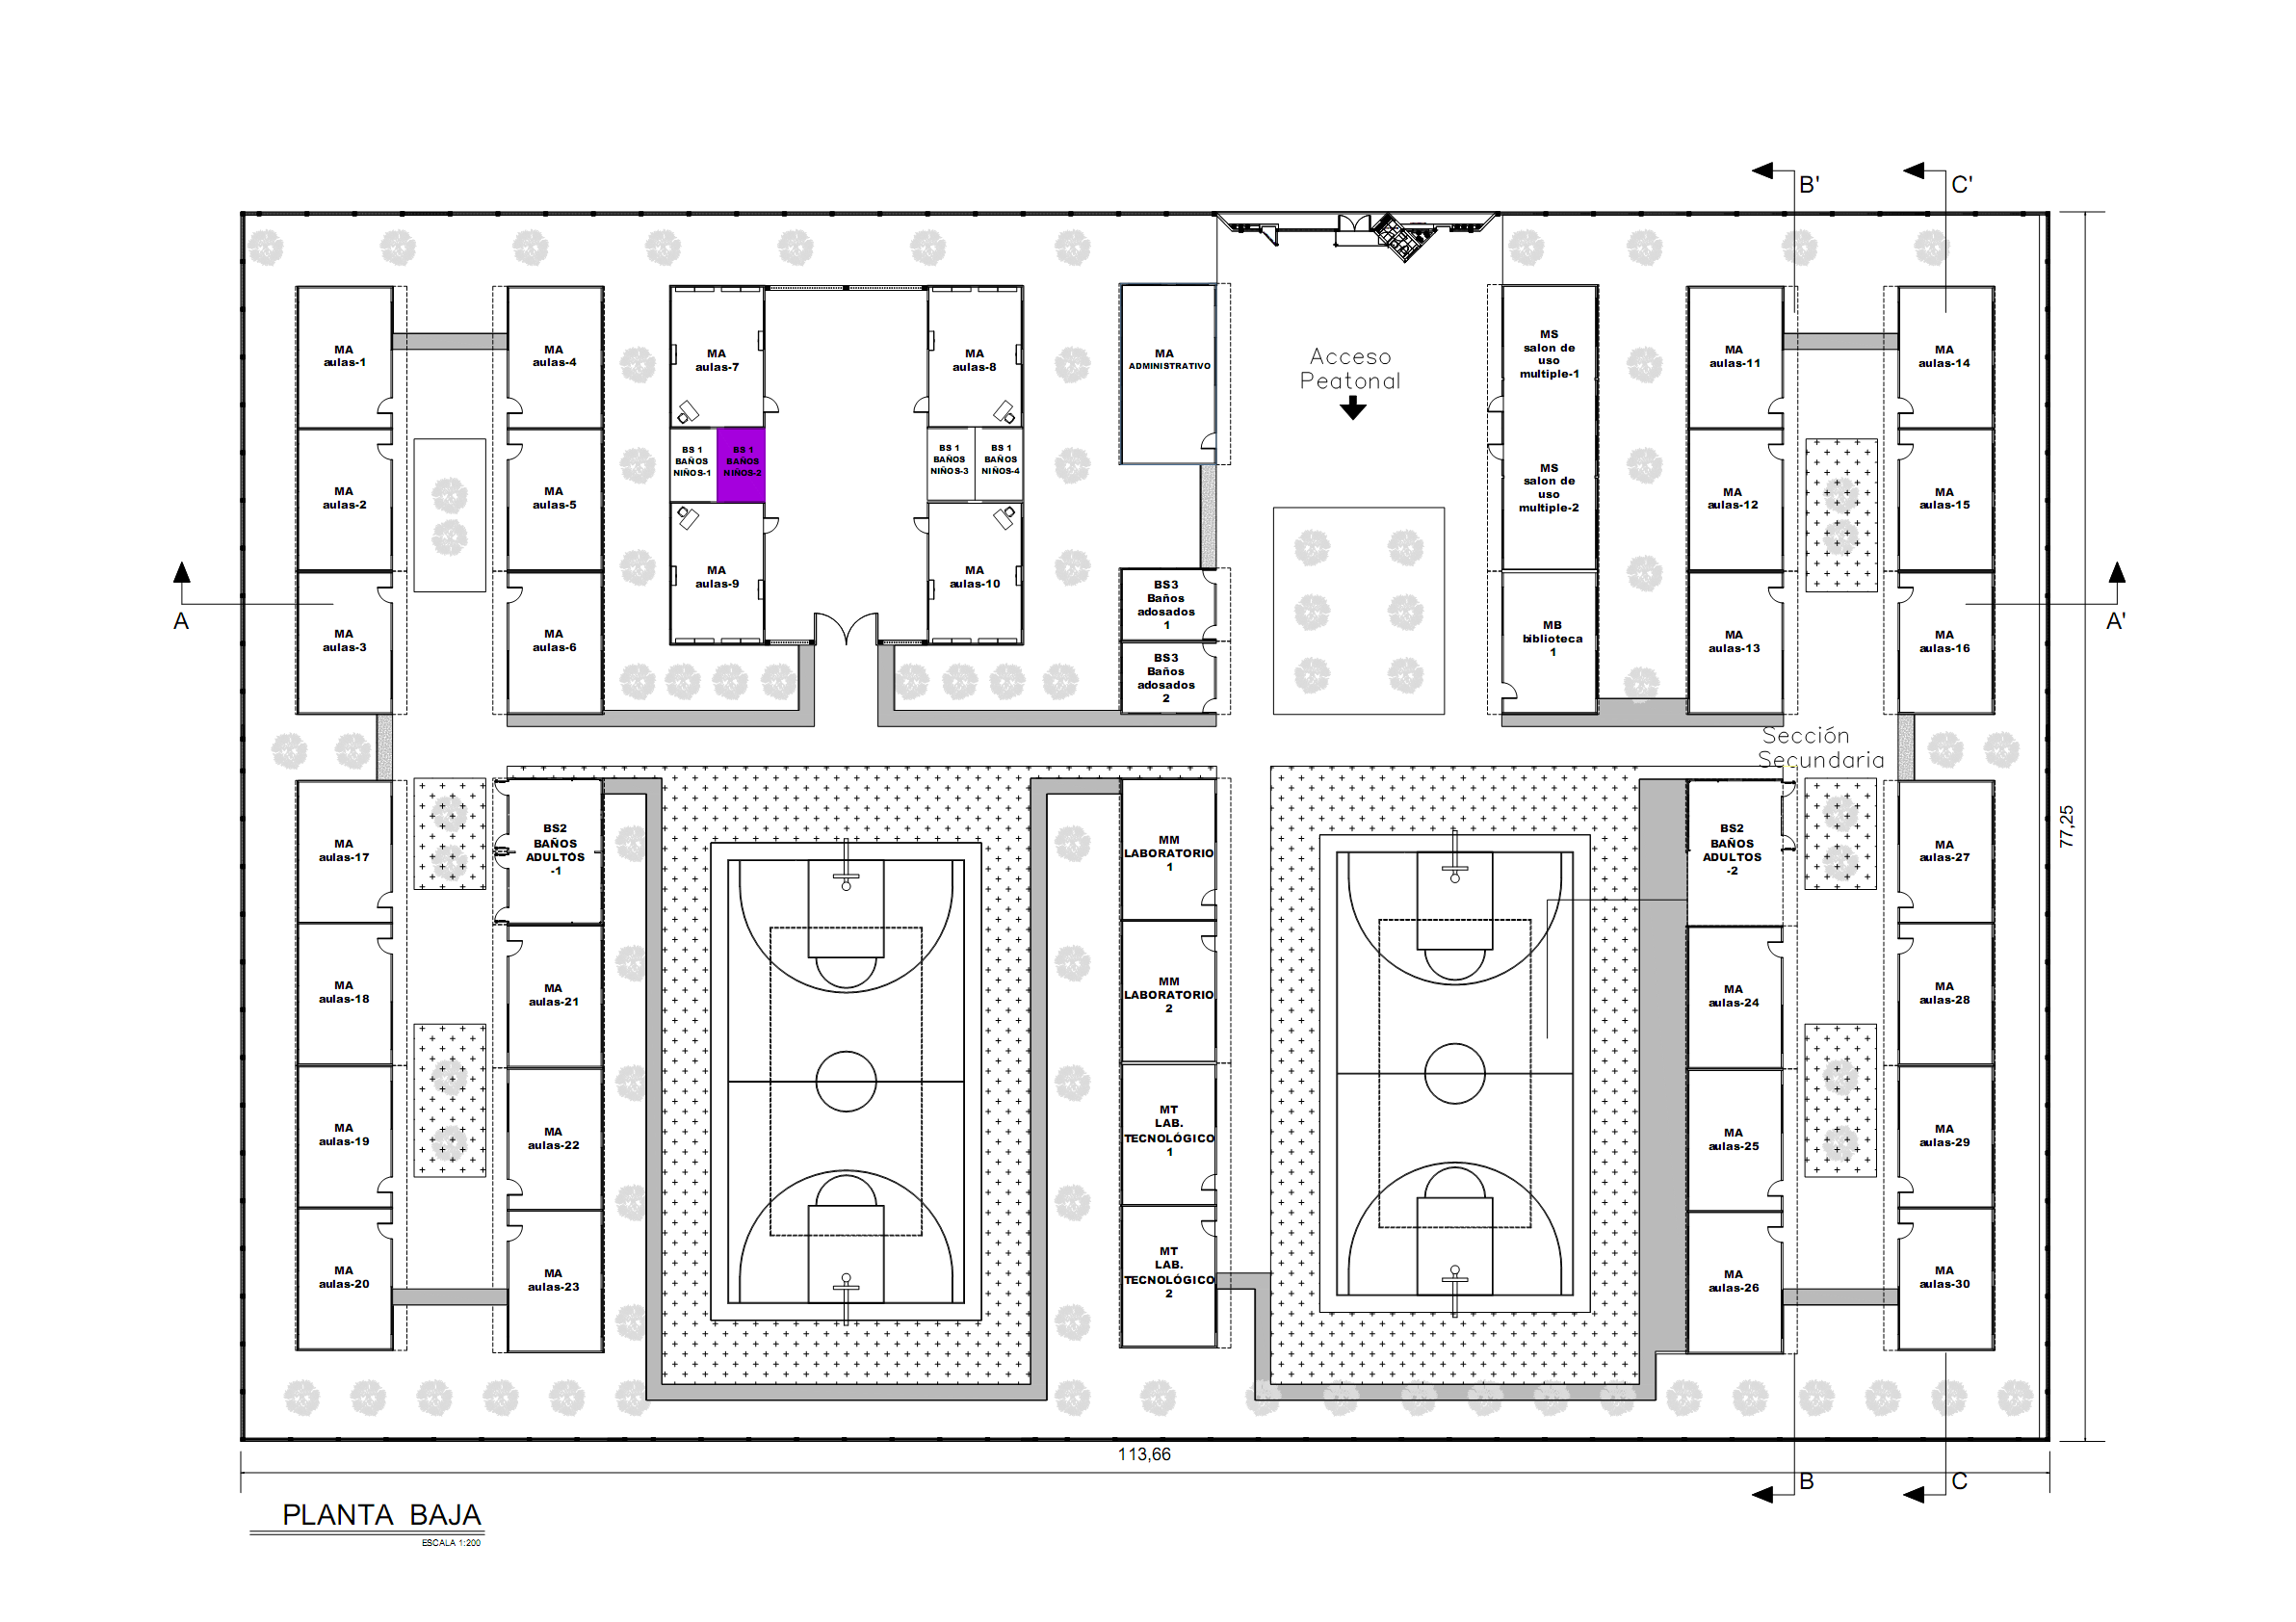 B'
C'
MA
aulas-1
MA
aulas-4
MA
aulas-7
MA
aulas-8
MA
ADMINISTRATIVO
Acceso
Peatonal
MS
salon de
uso
multiple-1
MA
aulas-11
MA
aulas-14
BS 1
BAÑOS
NIÑOS-1
BS 1
BAÑOS
NIÑOS-2
BS 1
BAÑOS
NIÑOS-3
BS 1
BAÑOS
NIÑOS-4
MA
aulas-2
MA
aulas-5
MS
salon de
uso
multiple-2
MA
aulas-12
MA
aulas-15
MA
aulas-9
MA
aulas-10
BS3
Baños
adosados
1
A
A'
MA
aulas-3
MA
aulas-6
MB
biblioteca
1
MA
aulas-13
MA
aulas-16
BS3
Baños
adosados
2
Sección
Secundaria
MA
aulas-17
BS2
BAÑOS
ADULTOS
-1
MM
LABORATORIO
1
BS2
BAÑOS
ADULTOS
-2
MA
aulas-27
77,25
MA
aulas-18
MA
aulas-21
MM
LABORATORIO
2
MA
aulas-24
MA
aulas-28
MA
aulas-19
MA
aulas-22
MT
LAB.
TECNOLÓGICO
1
MA
aulas-25
MA
aulas-29
MA
aulas-20
MA
aulas-23
MT
LAB.
TECNOLÓGICO
2
MA
aulas-26
MA
aulas-30
113,66
B
C
PLANTA BAJA
ESCALA 1:200